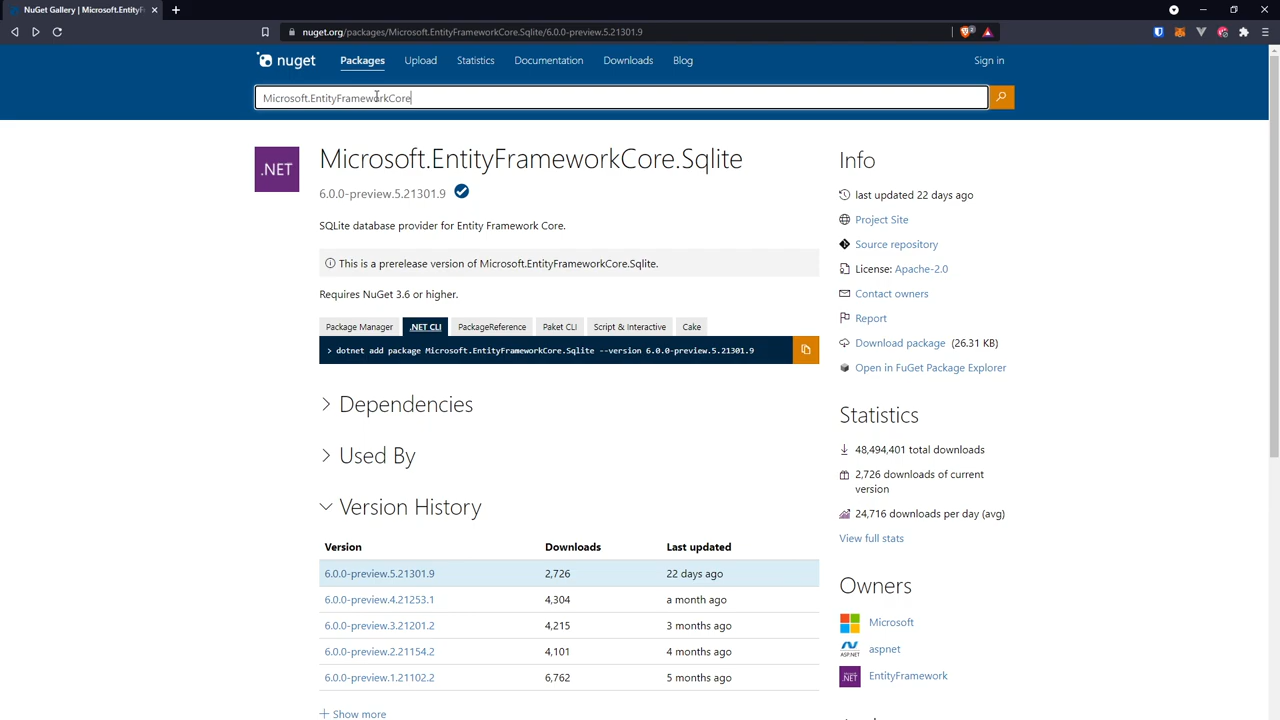 NuGet Gallery | Microsoft.EntityF
nuget.org/packages/Microsoft.EntityFrameworkCore.Sqlite/6.0.0-preview.5.21301.9
nuget
Packages
Upload
Statistics
Documentation
Downloads
Blog
Sign in
Microsoft.EntityFrameworkCore
.NET
Microsoft.EntityFrameworkCore.Sqlite
6.0.0-preview.5.21301.9
SQLite database provider for Entity Framework Core.
This is a prerelease version of Microsoft.EntityFrameworkCore.Sqlite.
Requires NuGet 3.6 or higher.
Package Manager
.NET CLI
PackageReference
Paket CLI
Script & Interactive
Cake
> dotnet add package Microsoft.EntityFrameworkCore.Sqlite --version 6.0.0-preview.5.21301.9
Dependencies
Used By
Version History
Version Downloads Last updated
6.0.0-preview.5.21301.9 2,726 22 days ago
6.0.0-preview.4.21253.1 4,304 a month ago
6.0.0-preview.3.21201.2 4,215 3 months ago
6.0.0-preview.2.21154.2 4,101 4 months ago
6.0.0-preview.1.21102.2 6,762 5 months ago
Show more
Info
last updated 22 days ago
Project Site
Source repository
License: Apache-2.0
Contact owners
Report
Download package (26.31 KB)
Open in FuGet Package Explorer
Statistics
48,494,401 total downloads
2,726 downloads of current
version
24,716 downloads per day (avg)
View full stats
Owners
Microsoft
ASP.NET
aspnet
.NET
EntityFramework